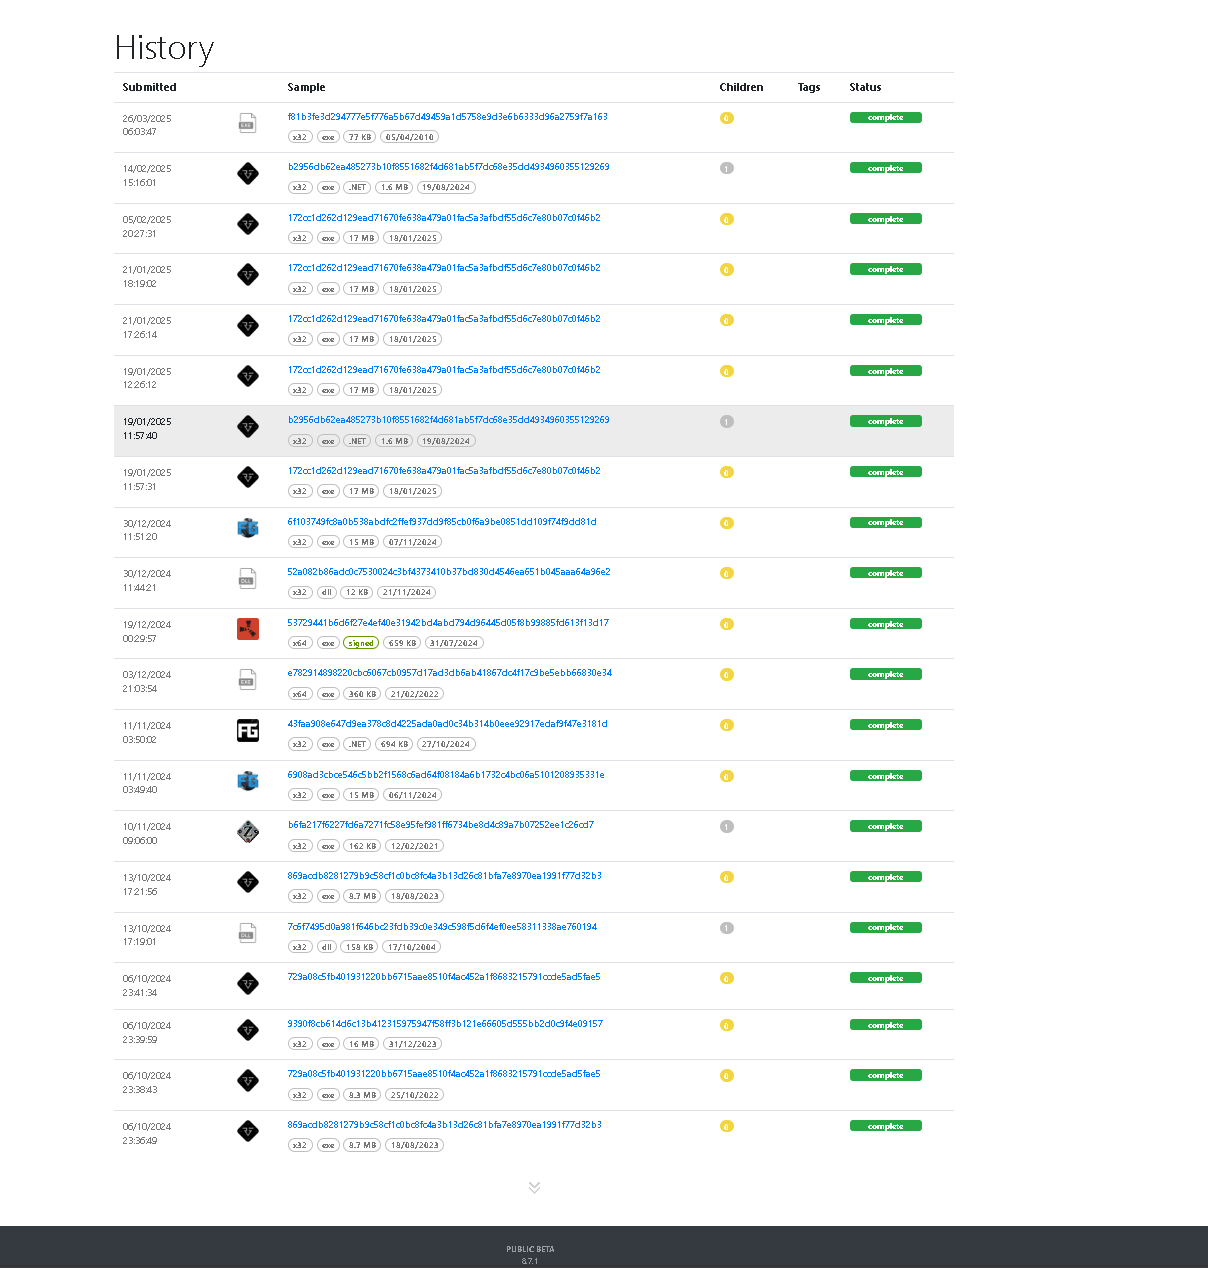 History
Submitted Sample Children Tags Status
26/03/2025 06:03:47 EXE f81b3fe3d294777e5f776a5b67d49459a1d5758e9d3e6b6333d96a2759f7a163 0 complete
x32 exe 77 KB 05/04/2010
14/02/2025 15:16:01 b2956db62ea485273b10f8551682f4d681ab5f7dc68e35dd4934960355129269 1 complete
x32 exe .NET 1.6 MB 19/08/2024
05/02/2025 20:27:31 172cc1d262d129ead71670fe638a479a01fac5a3afbdf55d6c7e80b07c0f46b2 0 complete
x32 exe 17 MB 18/01/2025
21/01/2025 18:19:02 172cc1d262d129ead71670fe638a479a01fac5a3afbdf55d6c7e80b07c0f46b2 0 complete
x32 exe 17 MB 18/01/2025
21/01/2025 17:26:14 172cc1d262d129ead71670fe638a479a01fac5a3afbdf55d6c7e80b07c0f46b2 0 complete
x32 exe 17 MB 18/01/2025
19/01/2025 12:26:12 172cc1d262d129ead71670fe638a479a01fac5a3afbdf55d6c7e80b07c0f46b2 0 complete
x32 exe 17 MB 18/01/2025
19/01/2025 11:57:40 b2956db62ea485273b10f8551682f4d681ab5f7dc68e35dd4934960355129269 1 complete
x32 exe .NET 1.6 MB 19/08/2024
19/01/2025 11:57:31 172cc1d262d129ead71670fe638a479a01fac5a3afbdf55d6c7e80b07c0f46b2 0 complete
x32 exe 17 MB 18/01/2025
30/12/2024 11:51:20 6f103749fc8a0b538abdfc2ffef937dd9f85cb0f6a9be0851dd109f74f9dd81d 0 complete
x32 exe 15 MB 07/11/2024
30/12/2024 11:44:21 DLL 52a082b86adc0c7530024c3bf4373410b37bd830d4546ea651b045aaa64a96e2 0 complete
x32 dll 12 KB 21/11/2024
19/12/2024 00:29:57 53729441b6d6f27e4ef40e31942bd4abd794d96445d05f8b99885fd613f13d17 0 complete
x64 exe signed 659 KB 31/07/2024
03/12/2024 21:03:54 EXE e782914898220cbc6067cb0957d17ad3db6ab41867dc4f17c9be5ebb66830e34 0 complete
x64 exe 360 KB 21/02/2022
11/11/2024 03:50:02 FG 43faa908e647d9ea378c8d4225ada0ad0c34b314b0eee92917edaf9f47e3181d 0 complete
x32 exe .NET 694 KB 27/10/2024
11/11/2024 03:49:40 6908ad3cbce546c5bb2f1568c6ad64f08184a6b1732c4bc06a5101208935331e 0 complete
x32 exe 15 MB 06/11/2024
10/11/2024 09:06:00 b6fa217f6227fd6a7271fc58e95fef981ff6734be8d4c89a7b07252ee1c26cd7 1 complete
x32 exe 162 KB 12/02/2021
13/10/2024 17:21:56 869acdb8281279b9c58cf1c0bc8fc4a3b13d26c81bfa7e8970ea1991f77d32b3 0 complete
x32 exe 8.7 MB 18/08/2023
13/10/2024 17:19:01 DLL 7c6f7495d0a981f646bc23fdb39c0e349c598f5d6f4ef0ee58311338ae760194 1 complete
x32 dll 158 KB 17/10/2004
06/10/2024 23:41:34 729a08c5fb401931220bb6715aae8510f4ac452a1f8683215791ccde5ad5fae5 0 complete
06/10/2024 23:39:59 9390f8cb614d6c13b412315975947f58ff3b121e66605d555bb2d0c9f4e09157 0 complete
x32 exe 16 MB 31/12/2023
06/10/2024 23:38:43 729a08c5fb401931220bb6715aae8510f4ac452a1f8683215791ccde5ad5fae5 0 complete
x32 exe 8.3 MB 25/10/2022
06/10/2024 23:36:49 869acdb8281279b9c58cf1c0bc8fc4a3b13d26c81bfa7e8970ea1991f77d32b3 0 complete
x32 exe 8.7 MB 18/08/2023
PUBLIC BETA
8.7.1